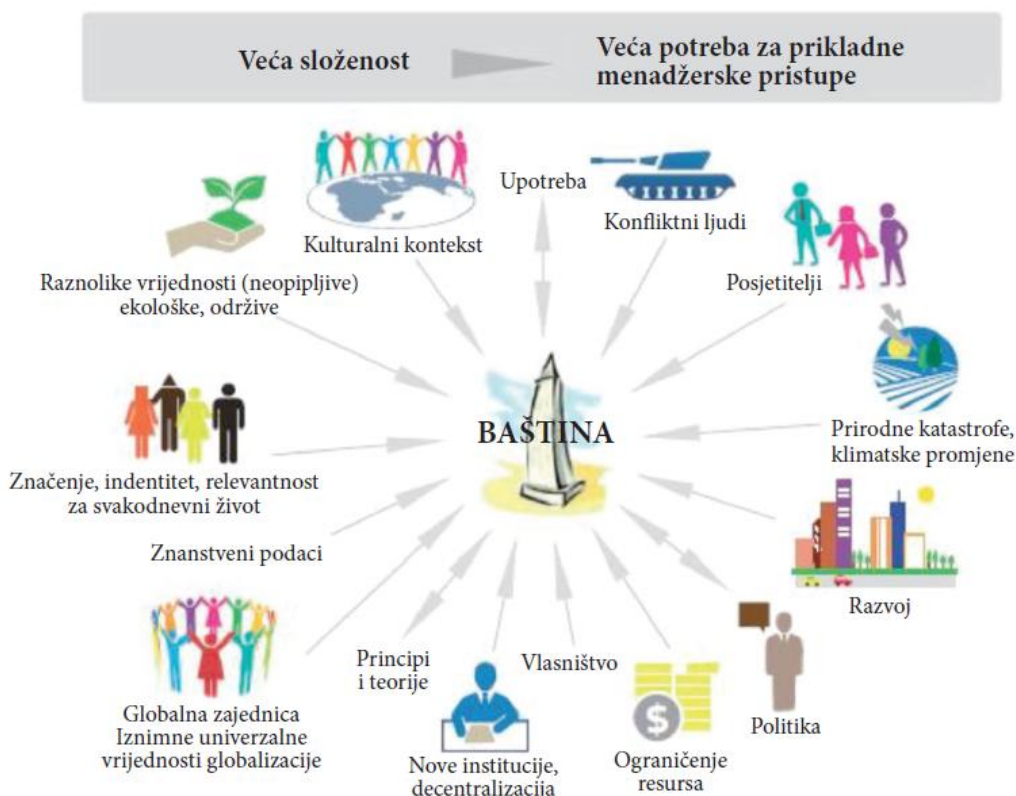 Veća složenost
Veća potreba za prikladne
menadžerske pristupe
Upotreba
Kulturalni kontekst
Konfliktni ljudi
Raznolike vrijednosti (neopipljive)
ekološke, održive
Posjetitelji
BAŠTINA
Prirodne katastrofe,
klimatske promjene
Značenje, indentitet, relevantnost
za svakodnevni život
Znanstveni podaci
Razvoj
Globalna zajednica
Iznimne univerzalne
vrijednosti globalizacije
Principi
i teorije
Nove institucije,
decentralizacija
Vlasništvo
$
Ograničenje
resursa
Politika